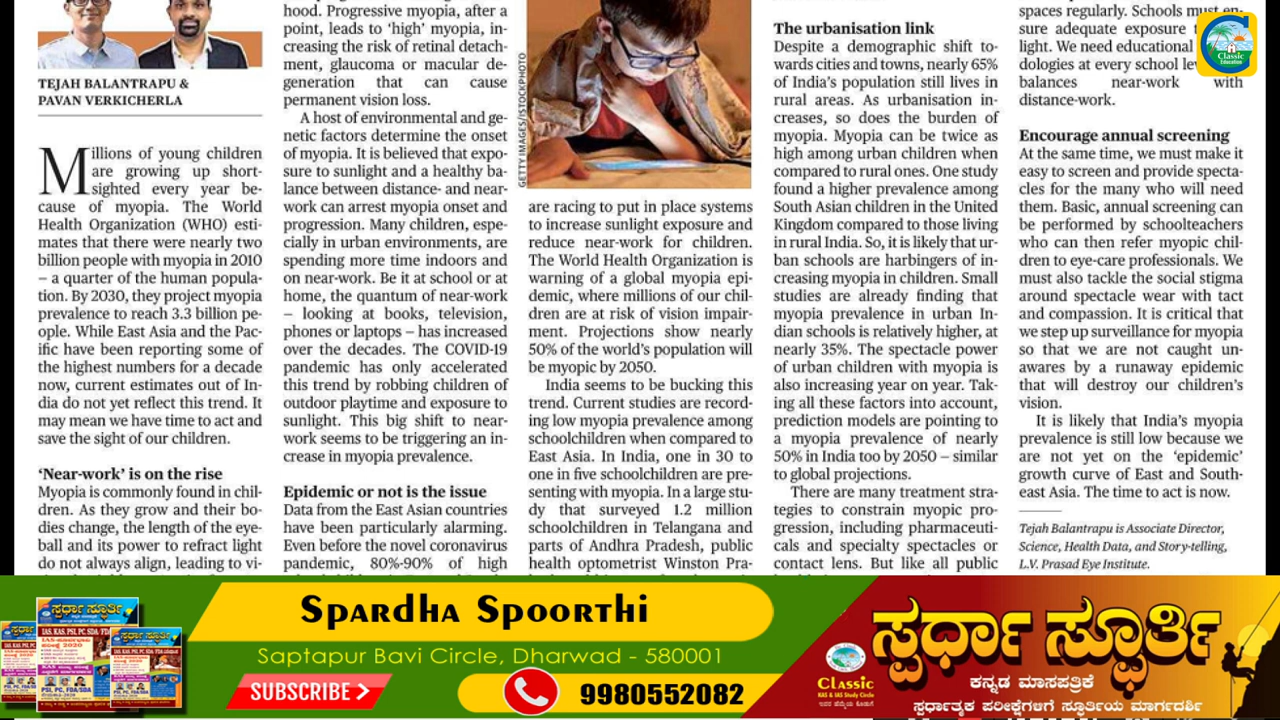 TEJAH BALANTRAPU &
PAVAN VERKICHERLA
Millions of young children
are growing up short-
sighted every year be-
cause of myopia. The World
Health Organization (WHO) esti-
mates that there were nearly two
billion people with myopia in 2010
– a quarter of the human popula-
tion. By 2030, they project myopia
prevalence to reach 3.3 billion peo-
ple. While East Asia and the Pac-
ific have been reporting some of
the highest numbers for a decade
now, current estimates out of In-
dia do not yet reflect this trend. It
may mean we have time to act and
save the sight of our children.
‘Near-work’ is on the rise
Myopia is commonly found in chil-
dren. As they grow and their bo-
dies change, the length of the eye-
ball and its power to refract light
do not always align, leading to vi-
hood. Progressive myopia, after a
point, leads to ‘high’ myopia, in-
creasing the risk of retinal detach-
ment, glaucoma or macular de-
generation that can cause
permanent vision loss.
A host of environmental and ge-
netic factors determine the onset
of myopia. It is believed that expo-
sure to sunlight and a healthy ba-
lance between distance- and near-
work can arrest myopia onset and
progression. Many children, espe-
cially in urban environments, are
spending more time indoors and
on near-work. Be it at school or at
home, the quantum of near-work
– looking at books, television,
phones or laptops – has increased
over the decades. The COVID-19
pandemic has only accelerated
this trend by robbing children of
outdoor playtime and exposure to
sunlight. This big shift to near-
work seems to be triggering an in-
crease in myopia prevalence.
Epidemic or not is the issue
Data from the East Asian countries
have been particularly alarming.
Even before the novel coronavirus
pandemic, 80%-90% of high
GETTY IMAGES/ISTOCKPHOTO
are racing to put in place systems
to increase sunlight exposure and
reduce near-work for children.
The World Health Organization is
warning of a global myopia epi-
demic, where millions of our chil-
dren are at risk of vision impair-
ment. Projections show nearly
50% of the world’s population will
be myopic by 2050.
India seems to be bucking this
trend. Current studies are record-
ing low myopia prevalence among
schoolchildren when compared to
East Asia. In India, one in 30 to
one in five schoolchildren are pre-
senting with myopia. In a large stu-
dy that surveyed 1.2 million
schoolchildren in Telangana and
parts of Andhra Pradesh, public
health optometrist Winston Pra-
The urbanisation link
Despite a demographic shift to-
wards cities and towns, nearly 65%
of India’s population still lives in
rural areas. As urbanisation in-
creases, so does the burden of
myopia. Myopia can be twice as
high among urban children when
compared to rural ones. One study
found a higher prevalence among
South Asian children in the United
Kingdom compared to those living
in rural India. So, it is likely that ur-
ban schools are harbingers of in-
creasing myopia in children. Small
studies are already finding that
myopia prevalence in urban In-
dian schools is relatively higher, at
nearly 35%. The spectacle power
of urban children with myopia is
also increasing year on year. Tak-
ing all these factors into account,
prediction models are pointing to
a myopia prevalence of nearly
50% in India too by 2050 – similar
to global projections.
There are many treatment stra-
tegies to constrain myopic pro-
gression, including pharmaceuti-
cals and specialty spectacles or
contact lens. But like all public
spaces regularly. Schools must en-
sure adequate exposure
light. We need educational
dologies at every school
balances near-work with
distance-work.
Encourage annual screening
At the same time, we must make it
easy to screen and provide specta-
cles for the many who will need
them. Basic, annual screening can
be performed by schoolteachers
who can then refer myopic chil-
dren to eye-care professionals. We
must also tackle the social stigma
around spectacle wear with tact
and compassion. It is critical that
we step up surveillance for myopia
so that we are not caught un-
awares by a runaway epidemic
that will destroy our children’s
vision.
It is likely that India’s myopia
prevalence is still low because we
are not yet on the ‘epidemic’
growth curve of East and South-
east Asia. The time to act is now.
Tejah Balantrapu is Associate Director,
Science, Health Data, and Story-telling,
L.V. Prasad Eye Institute.
Classic
Education
ಸ್ಪರ್ಧಾ ಸ್ಫೂರ್ತಿ
Spardha Spoorthi
Saptapur Bavi Circle, Dharwad - 580001
SUBSCRIBE
9980552082
Classic
KAS & IAS Study Circle
ಸ್ಪರ್ಧಾ ಸ್ಫೂರ್ತಿ
ಕನ್ನಡ ಮಾಸಪತ್ರಿಕೆ
ಸ್ಪರ್ಧಾತ್ಮಕ ಪರೀಕ್ಷೆಗಳಿಗೆ ಸ್ಫೂರ್ತಿಯ ಮಾರ್ಗದರ್ಶಿ